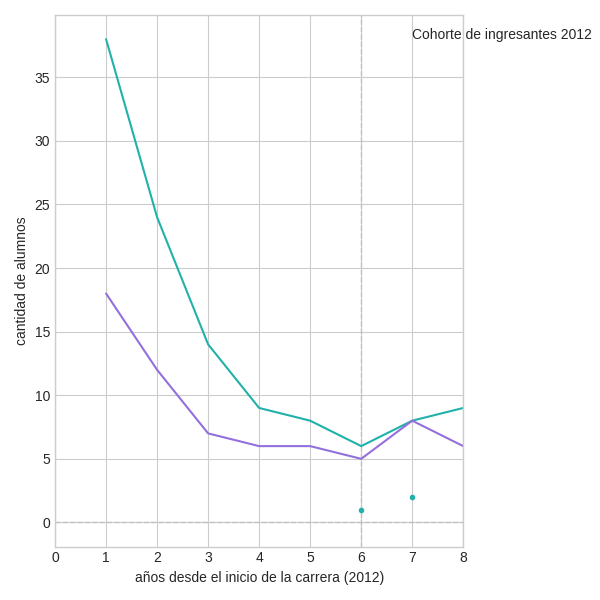 Cohorte de ingresantes 2012
cantidad de alumnos
35
30
25
20
15
10
5
0
0 1 2 3 4 5 6 7 8
años desde el inicio de la carrera (2012)